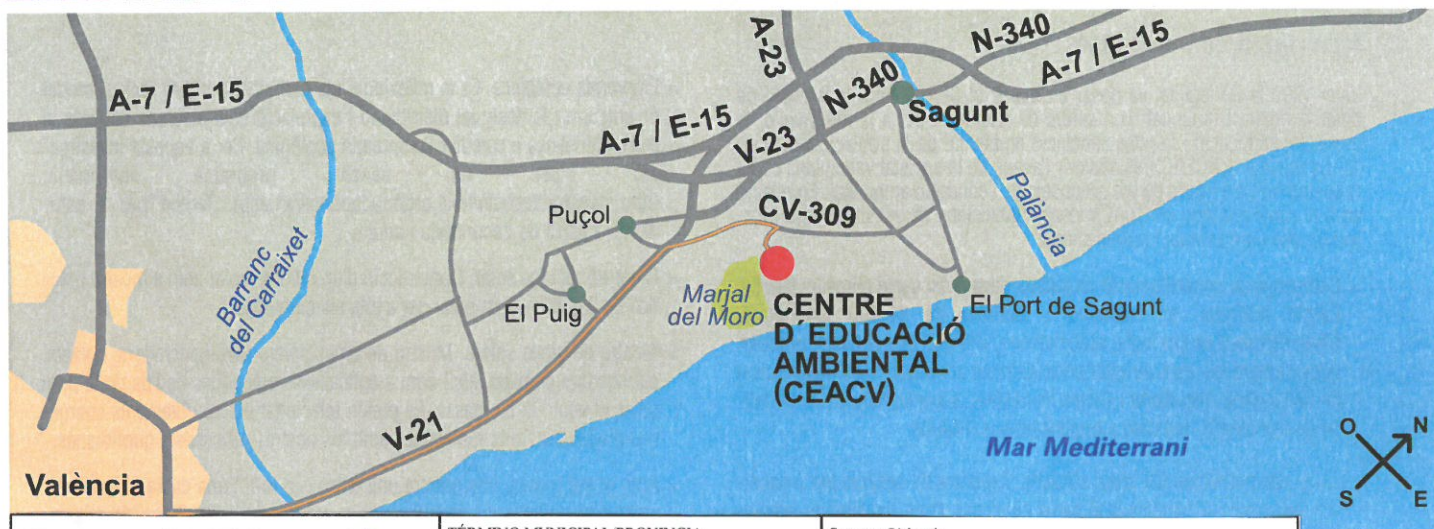 A-7 / E-15
Barranc
del Carraixet
València
V-21
El Puig
Puçol
A-7 / E-15
V-23
A-23
N-340
Sagunt
N-340
A-7 / E-15
Palància
CV-309
Marjal
del Moro
CENTRE
D´EDUCACIÓ
AMBIENTAL
(CEACV)
El Port de Sagunt
Mar Mediterrani
O
N
S
E